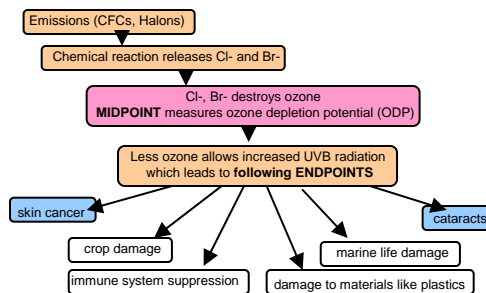 Emissions (CFCs, Halons)
Chemical reaction releases Cl- and Br-
Cl-, Br- destroys ozone
MIDPOINT measures ozone depletion potential (ODP)
Less ozone allows increased UVB radiation
which leads to following ENDPOINTS
skin cancer
cataracts
crop damage
marine life damage
immune system suppression
damage to materials like plastics